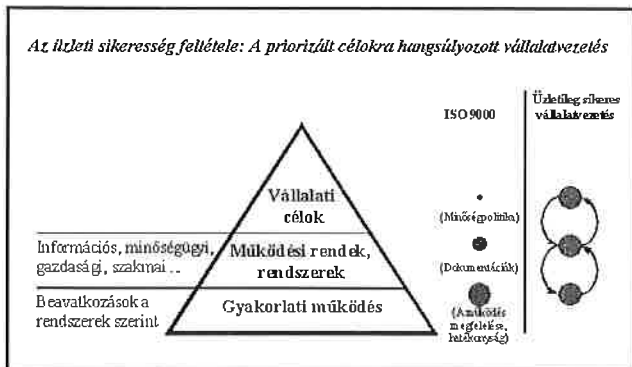 Az üzleti sikeresség feltétele: A priorizált célokra hangsúlyozott vállalatvezetés
ISO 9000
Üzletileg sikeres
vállalatvezetés
Vállalati
célok
(Minőségpolitika)
Információs, minőségügyi,
gazdasági, szakmai ...
Működési rendek,
rendszerek
(Dokumentációk)
Beavatkozások a
rendszerek szerint
Gyakorlati működés
(A működés
megfelelése,
hatékonyság)